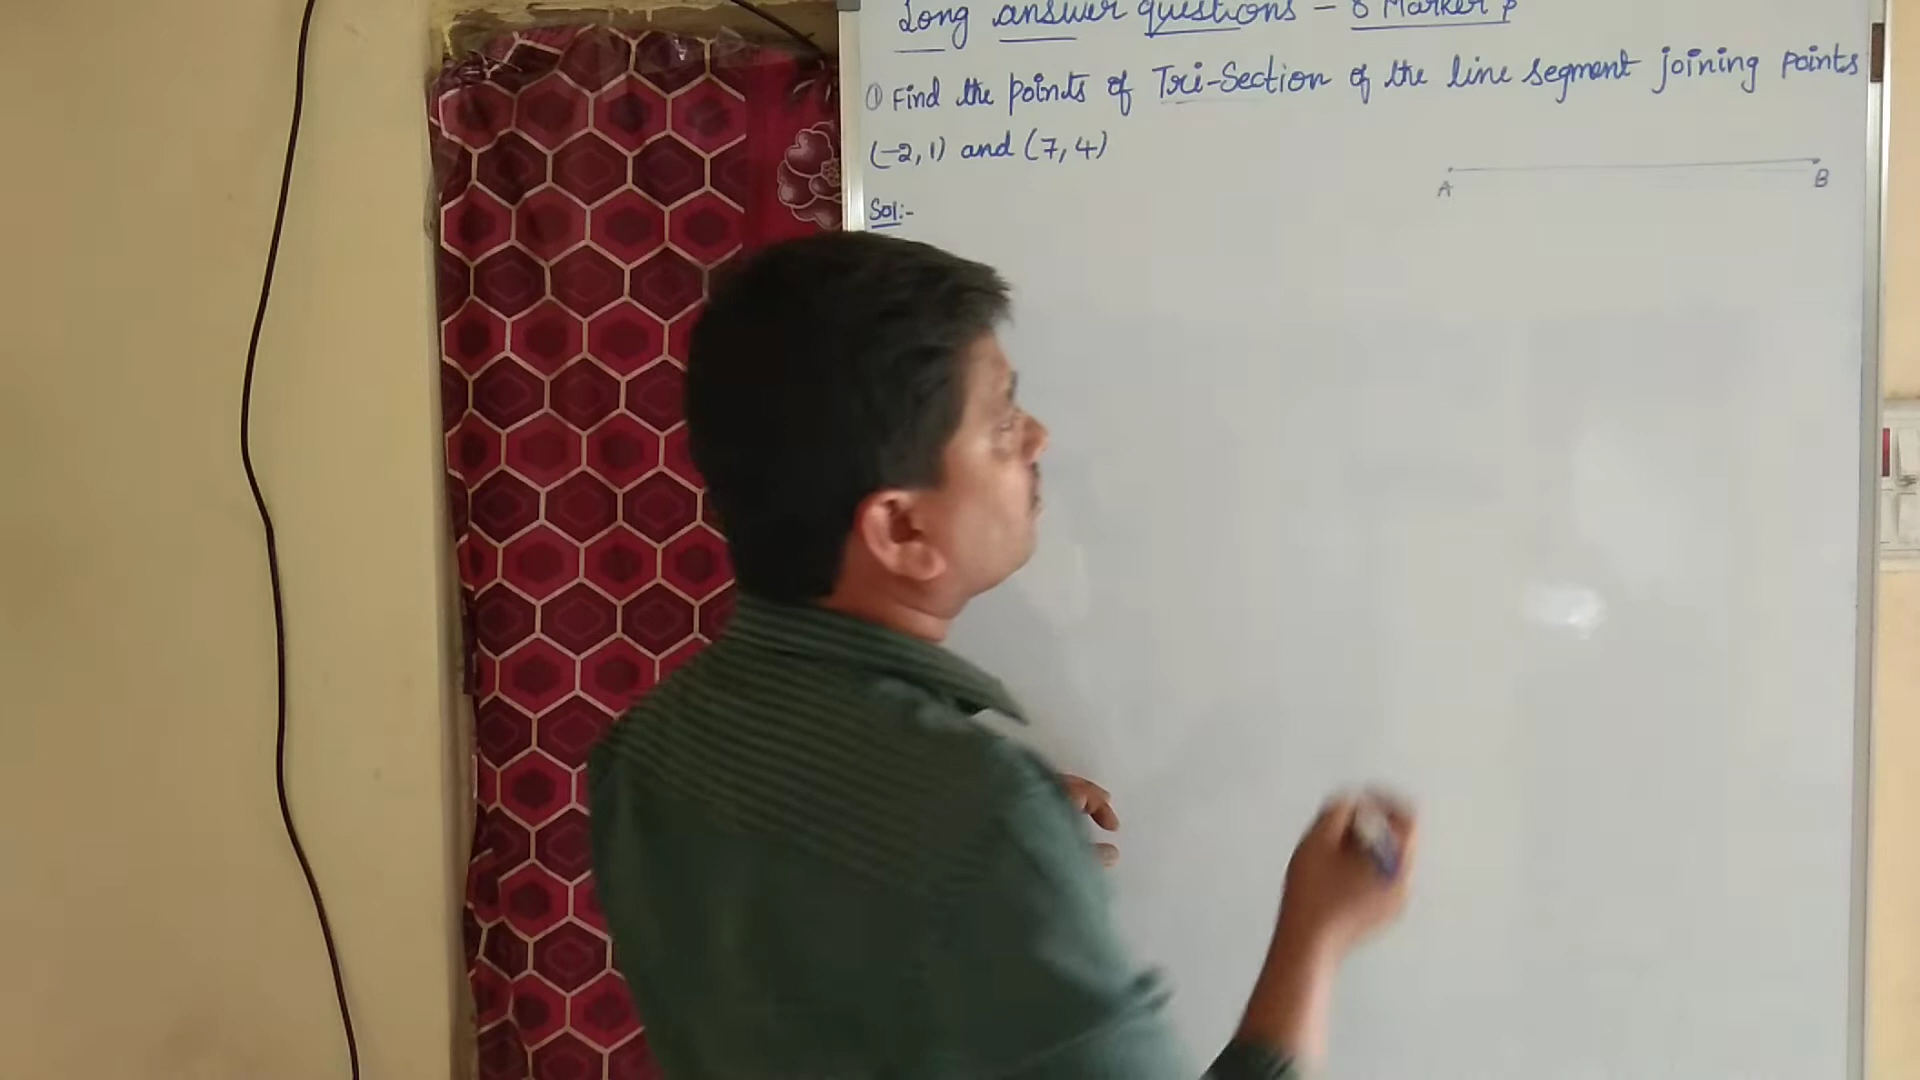 Long answer questions - 8 Marker's
① Find the points of Tri-Section of the line segment joining points
(-2,1) and (7,4)
A B
Sol:-